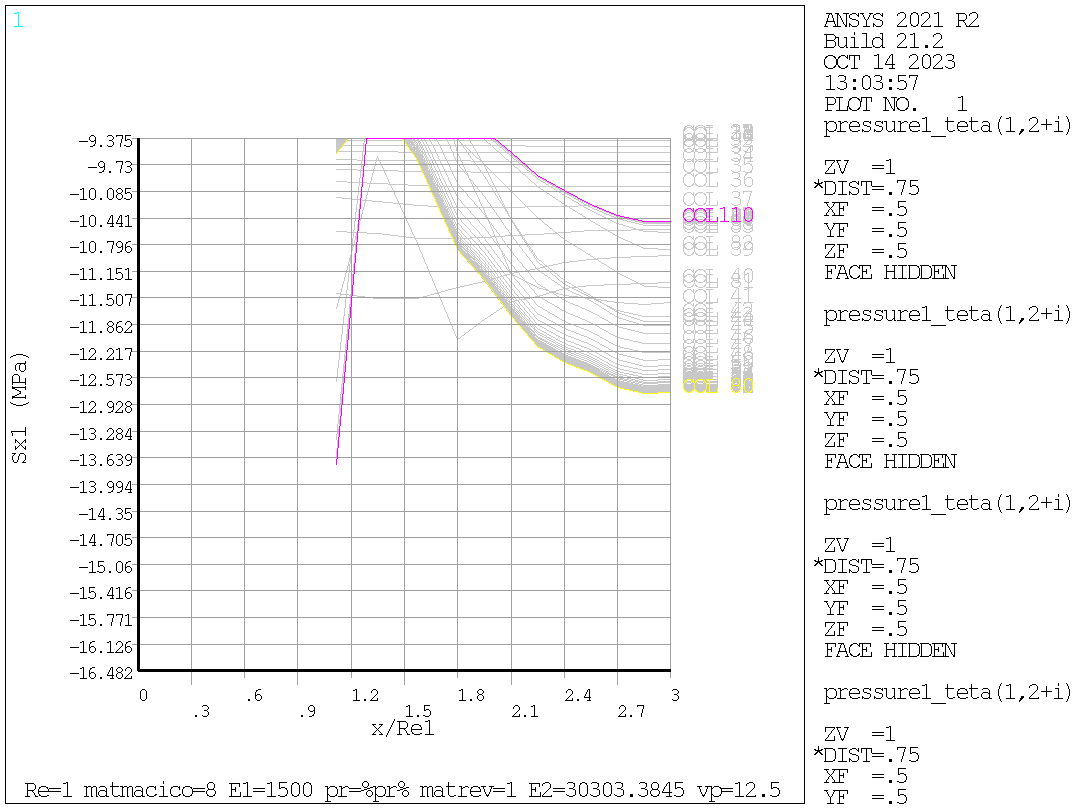 1
ANSYS 2021 R2
Build 21.2
OCT 14 2023
13:03:57
PLOT NO. 1
pressure1_teta(1,2+i)
ZV =1
*DIST=.75
XF =.5
YF =.5
ZF =.5
FACE HIDDEN
pressure1_teta(1,2+i)
ZV =1
*DIST=.75
XF =.5
YF =.5
ZF =.5
FACE HIDDEN
pressure1_teta(1,2+i)
ZV =1
*DIST=.75
XF =.5
YF =.5
ZF =.5
FACE HIDDEN
pressure1_teta(1,2+i)
ZV =1
*DIST=.75
XF =.5
YF =.5
-9.375
-9.73
-10.085
-10.441
-10.796
-11.151
-11.507
-11.862
-12.217
-12.573
-12.928
-13.284
-13.639
-13.994
-14.35
-14.705
-15.06
-15.416
-15.771
-16.126
-16.482
Sx1 (MPa)
COL 35
COL 36
COL 37
COL110
COL 40
COL 41
0 .6 1.2 1.8 2.4 3
.3 .9 1.5 2.1 2.7
x/Re1
Re=1 matmacico=8 E1=1500 pr=%pr% matrev=1 E2=30303.3845 vp=12.5